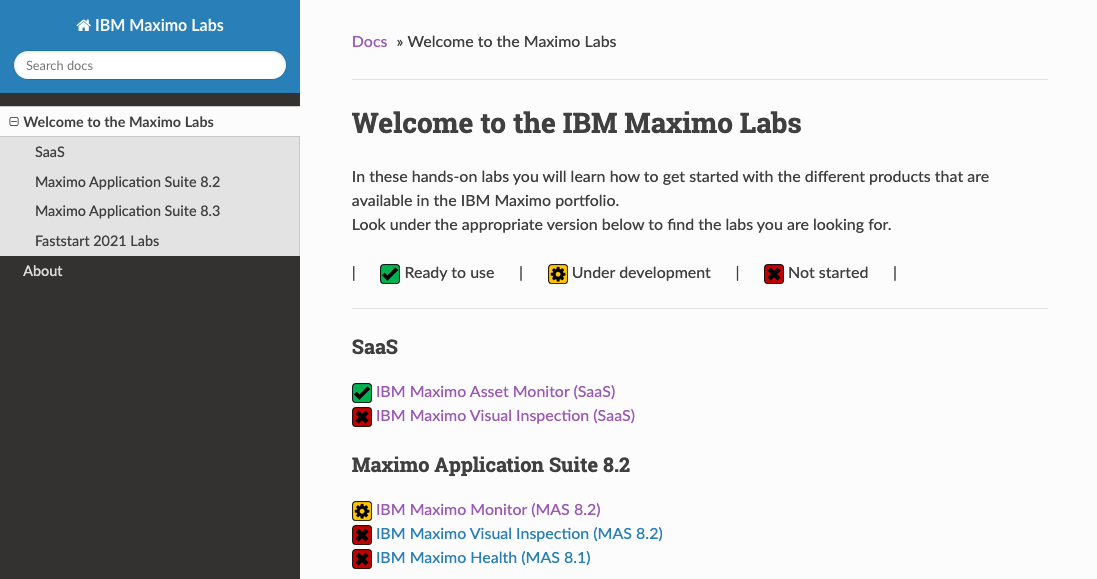 IBM Maximo Labs
Search docs
Welcome to the Maximo Labs
SaaS
Maximo Application Suite 8.2
Maximo Application Suite 8.3
Faststart 2021 Labs
About
Docs » Welcome to the Maximo Labs
Welcome to the IBM Maximo Labs
In these hands-on labs you will learn how to get started with the different products that are
available in the IBM Maximo portfolio.
Look under the appropriate version below to find the labs you are looking for.
| Ready to use | Under development | Not started |
SaaS
IBM Maximo Asset Monitor (SaaS)
IBM Maximo Visual Inspection (SaaS)
Maximo Application Suite 8.2
IBM Maximo Monitor (MAS 8.2)
IBM Maximo Visual Inspection (MAS 8.2)
IBM Maximo Health (MAS 8.1)